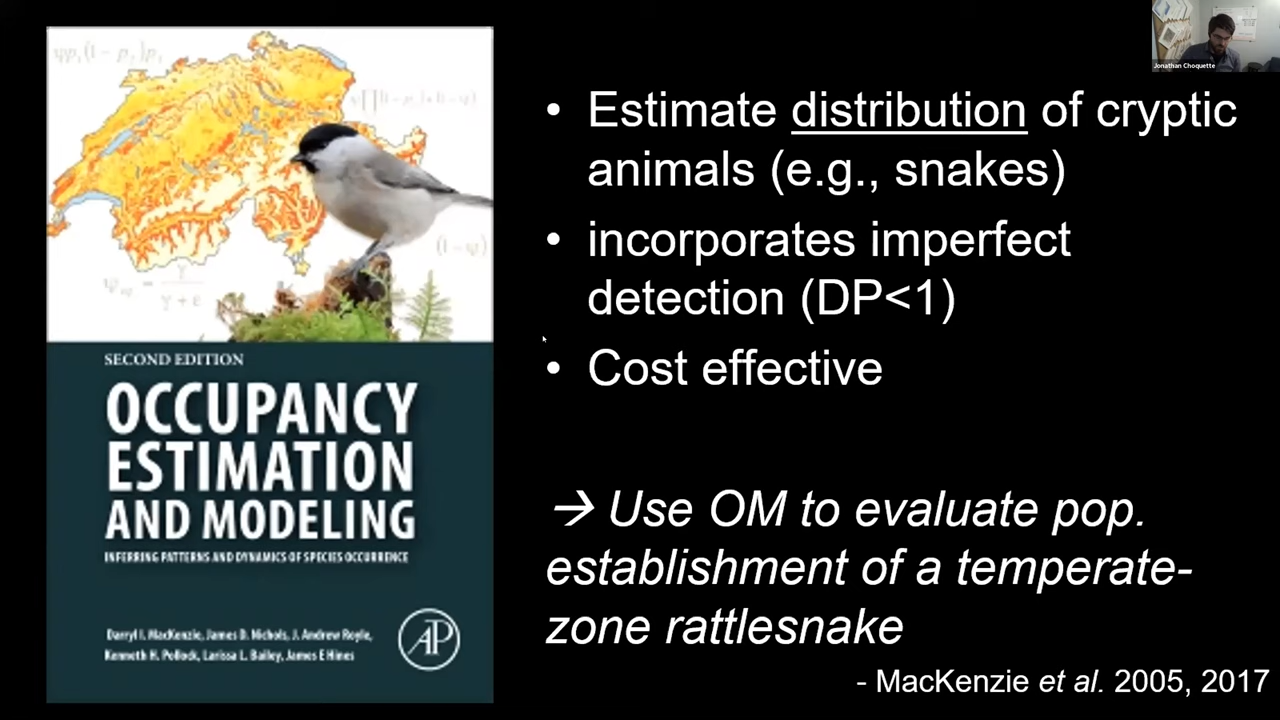 Jonathan Choquette
SECOND EDITION
OCCUPANCY
ESTIMATION
AND MODELING
INFERRING PATTERNS AND DYNAMICS OF SPECIES OCCURRENCE
Darryl I. MacKenzie, James D. Nichols, J. Andrew Royle,
Kenneth H. Pollock, Larissa L. Bailey, James E Hines
AP
• Estimate distribution of cryptic
animals (e.g., snakes)
• incorporates imperfect
detection (DP<1)
• Cost effective
→ Use OM to evaluate pop.
establishment of a temperate-
zone rattlesnake
- MacKenzie et al. 2005, 2017